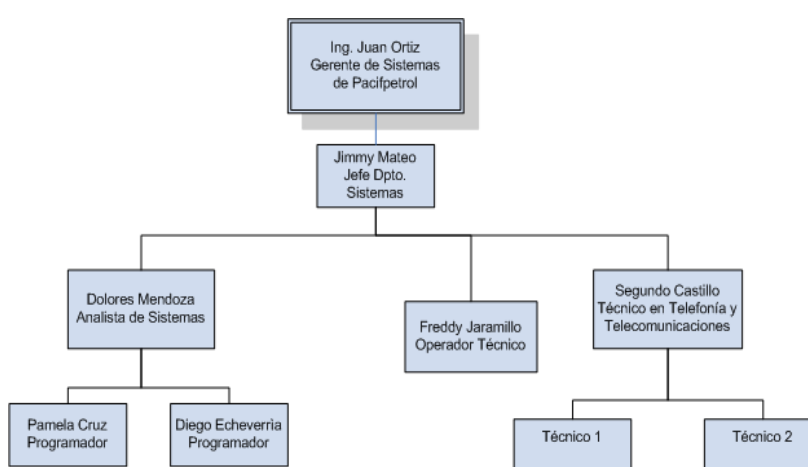 Ing. Juan Ortiz
Gerente de Sistemas
de Pacifpetrol
Jimmy Mateo
Jefe Dpto.
Sistemas
Dolores Mendoza
Analista de Sistemas
Freddy Jaramillo
Operador Técnico
Segundo Castillo
Técnico en Telefonía y
Telecomunicaciones
Pamela Cruz
Programador
Diego Echeverrìa
Programador
Técnico 1
Técnico 2